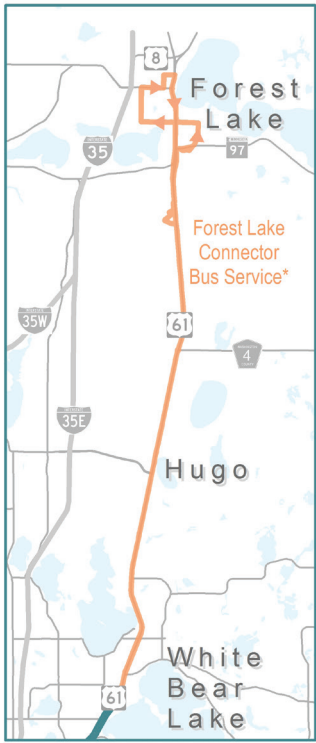 8
Forest
Lake
35
97
Forest Lake
Connector
Bus Service*
61
35W
4
35E
Hugo
White
Bear
Lake
61